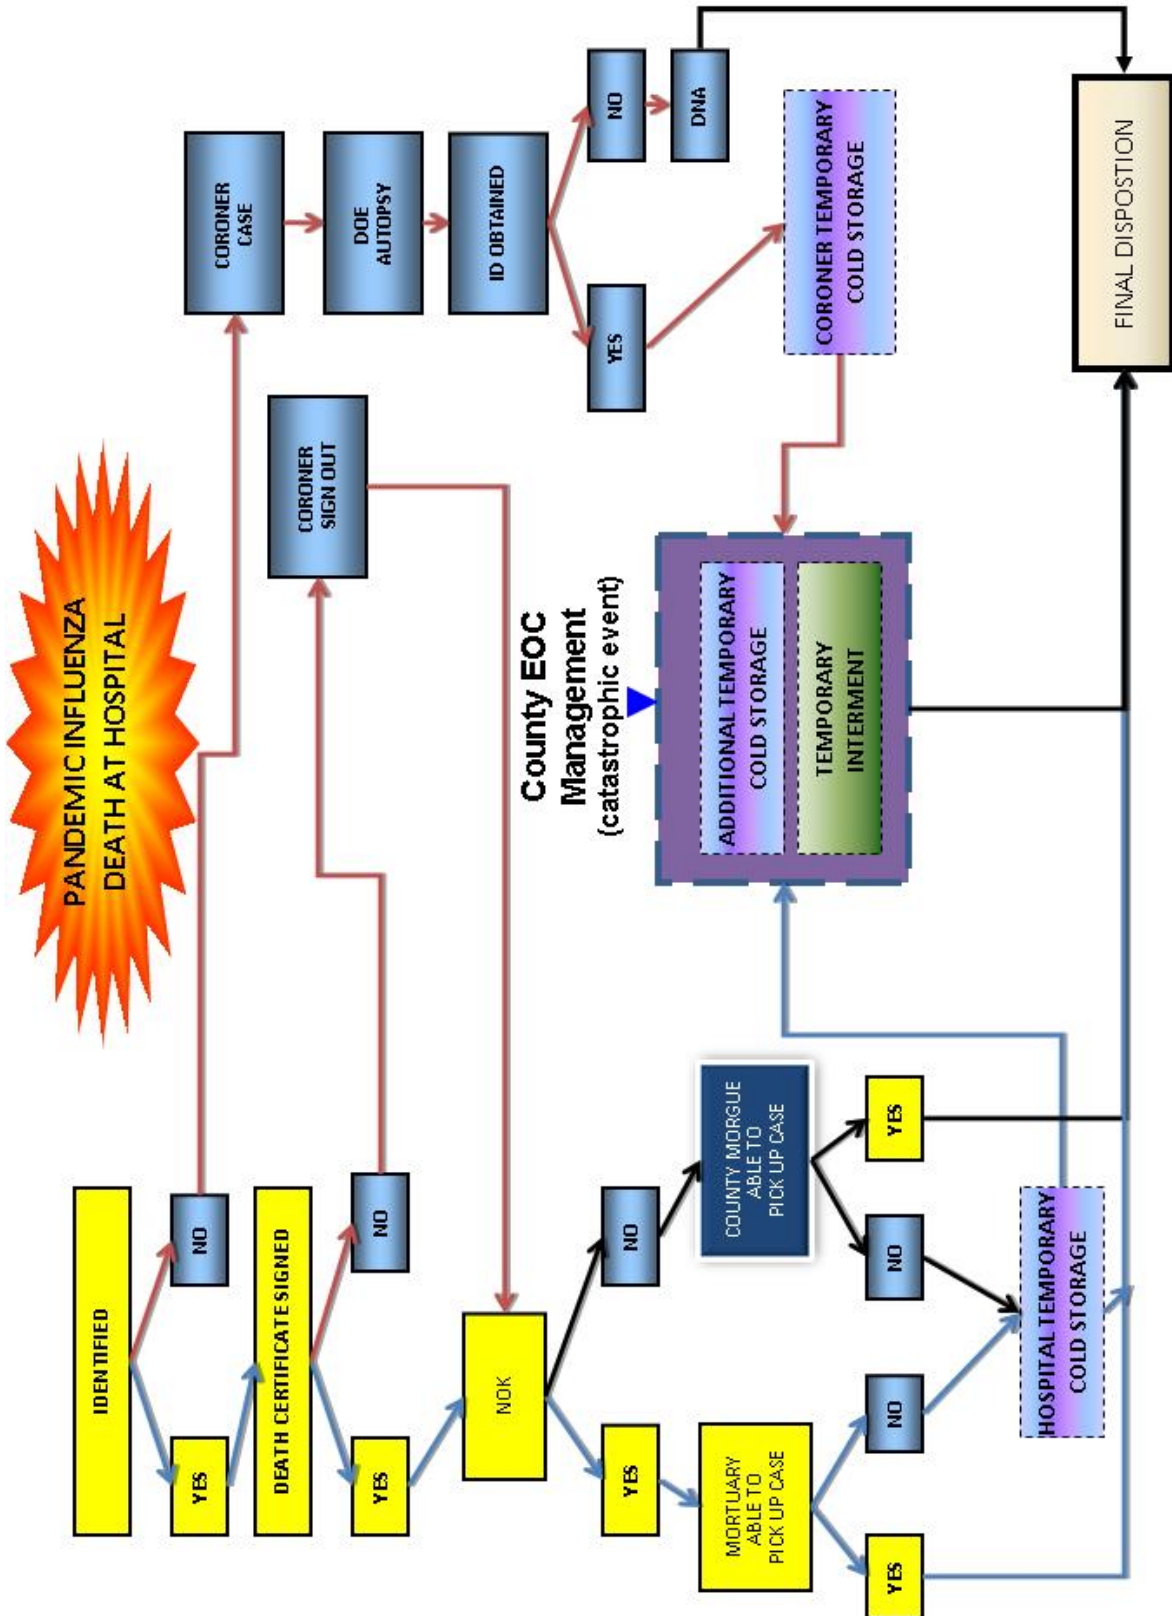 PANDEMIC INFLUENZA
DEATH AT HOSPITAL
IDENTIFIED
YES
NO
DEATH CERTIFICATE SIGNED
YES
NO
NOK
YES
NO
MORTUARY
ABLE TO
PICK UP CASE
YES
NO
COUNTY MORGUE
ABLE TO
PICK UP CASE
NO
YES
HOSPITAL TEMPORARY
COLD STORAGE
CORONER
SIGN OUT
County EOC
Management
(catastrophic event)
ADDITIONAL TEMPORARY
COLD STORAGE
TEMPORARY
INTERMENT
CORONER
CASE
DOE
AUTOPSY
ID OBTAINED
YES
NO
DNA
CORONER TEMPORARY
COLD STORAGE
FINAL DISPOSTION